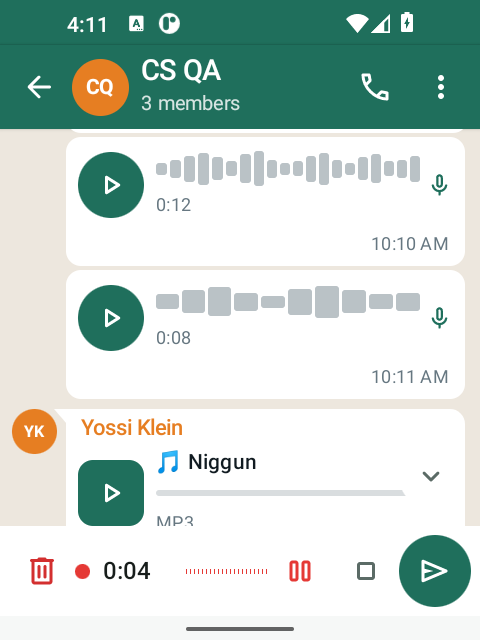 4:11
A
CQ
CS QA
3 members
0:12
10:10 AM
0:08
10:11 AM
YK
Yossi Klein
🎵 Niggun
MP3
0:04